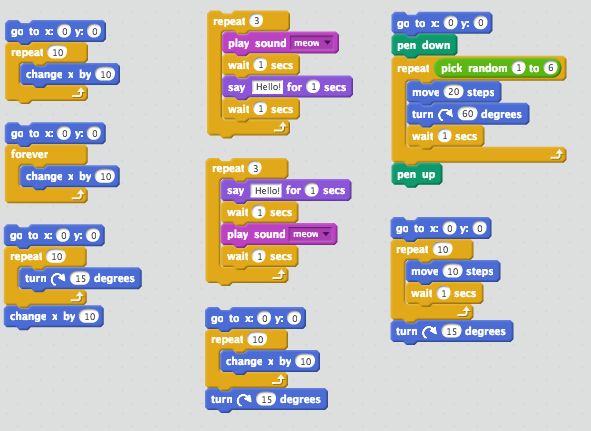 go to x: 0 y: 0
repeat 10
change x by 10
go to x: 0 y: 0
forever
change x by 10
go to x: 0 y: 0
repeat 10
turn 15 degrees
change x by 10
repeat 3
play sound meow
wait 1 secs
say Hello! for 1 secs
wait 1 secs
repeat 3
say Hello! for 1 secs
wait 1 secs
play sound meow
wait 1 secs
go to x: 0 y: 0
repeat 10
change x by 10
turn 15 degrees
go to x: 0 y: 0
pen down
repeat pick random 1 to 6
move 20 steps
turn 60 degrees
wait 1 secs
pen up
go to x: 0 y: 0
repeat 10
move 10 steps
wait 1 secs
turn 15 degrees